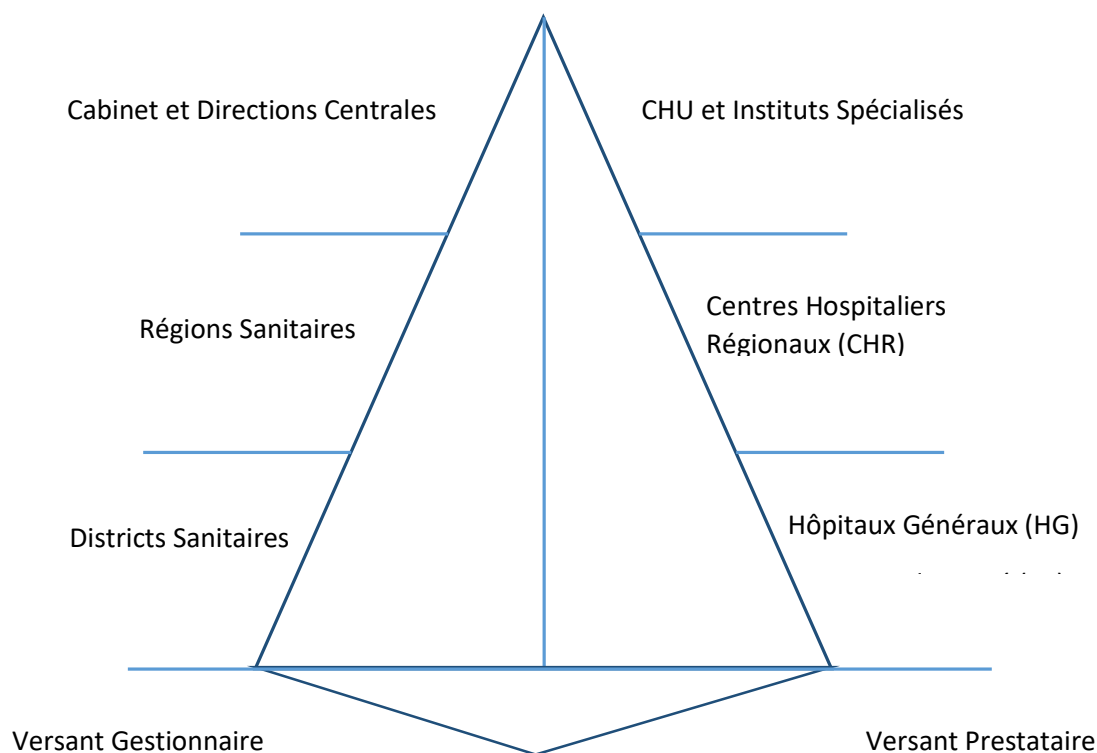 Cabinet et Directions Centrales
CHU et Instituts Spécialisés
Régions Sanitaires
Centres Hospitaliers
Régionaux (CHR)
Districts Sanitaires
Hôpitaux Généraux (HG)
Versant Gestionnaire
Versant Prestataire